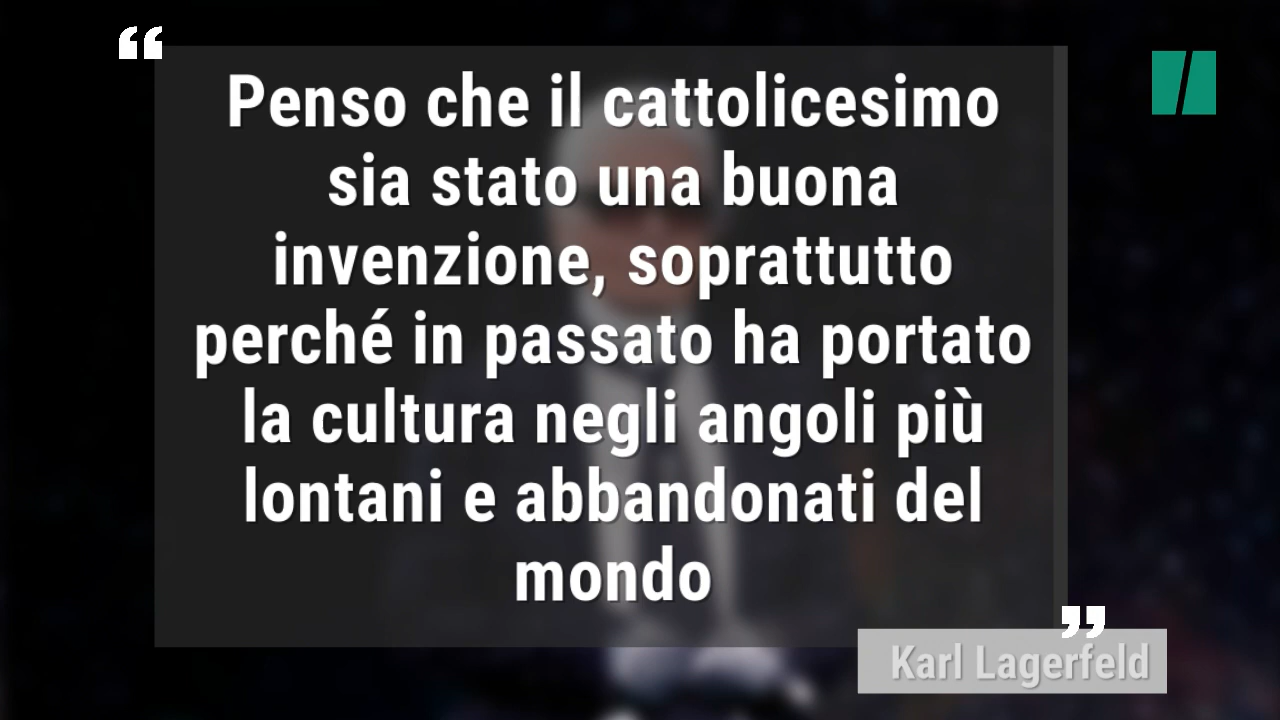 “
Penso che il cattolicesimo
sia stato una buona
invenzione, soprattutto
perché in passato ha portato
la cultura negli angoli più
lontani e abbandonati del
mondo
”
Karl Lagerfeld